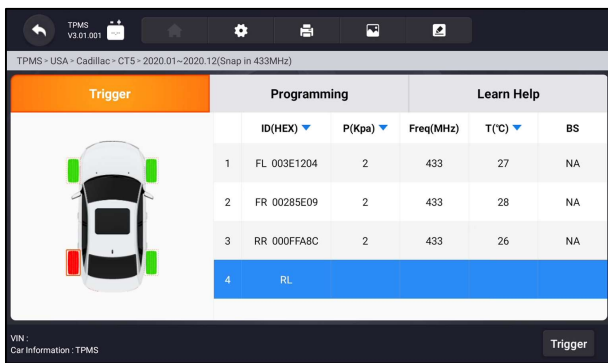 TPMS
V3.01.001
TPMS > USA > Cadillac > CT5 > 2020.01~2020.12(Snap in 433MHz)
Trigger Programming Learn Help
ID(HEX) P(Kpa) Freq(MHz) T(℃) BS
1 FL 003E1204 2 433 27 NA
2 FR 00285E09 2 433 28 NA
3 RR 000FFA8C 2 433 26 NA
4 RL
VIN :
Car Information : TPMS
Trigger